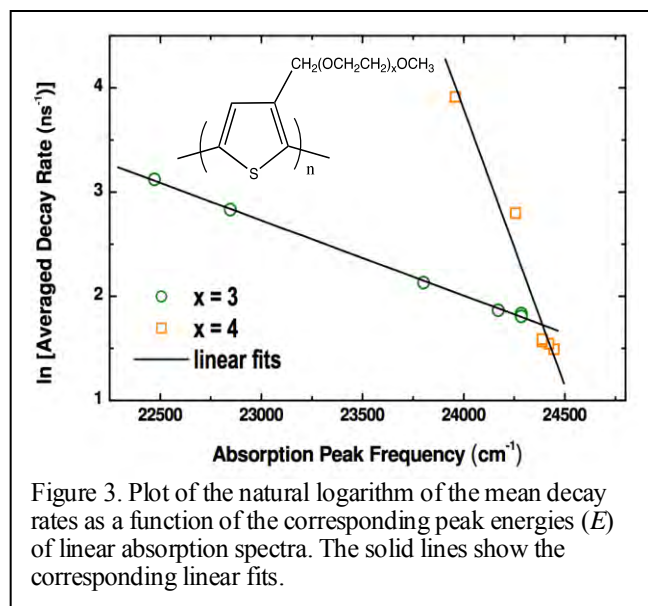 CH₂(OCH₂CH₂)ₓOCH₃
S
n
4
3
2
1
ln [Averaged Decay Rate (ns⁻¹)]
x = 3
x = 4
linear fits
22500 23000 23500 24000 24500
Absorption Peak Frequency (cm⁻¹)
Figure 3. Plot of the natural logarithm of the mean decay
rates as a function of the corresponding peak energies (E)
of linear absorption spectra. The solid lines show the
corresponding linear fits.